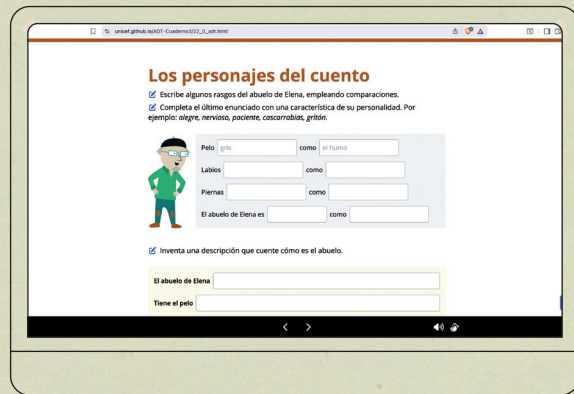 unicef.github.io/ADT-Cuaderno3/22_0_adt.html
Los personajes del cuento
Escribe algunos rasgos del abuelo de Elena, empleando comparaciones.
Completa el último enunciado con una característica de su personalidad. Por
ejemplo: alegre, nervioso, paciente, cascarrabias, gritón.
Pelo gris como el humo
Labios como
Piernas como
El abuelo de Elena es como
Inventa una descripción que cuente cómo es el abuelo.
El abuelo de Elena
Tiene el pelo